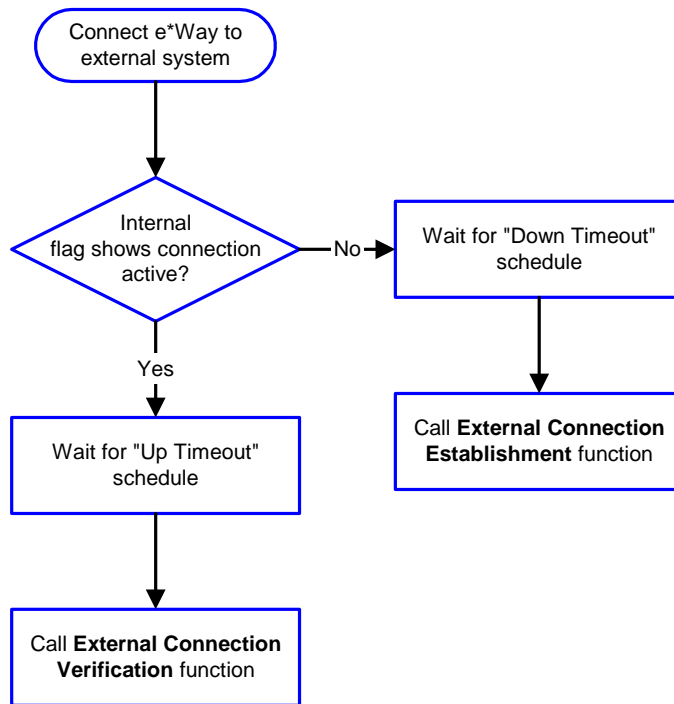 Connect e*Way to
external system
Internal
flag shows connection
active?
No
Wait for "Down Timeout"
schedule
Yes
Call External Connection
Establishment function
Wait for "Up Timeout"
schedule
Call External Connection
Verification function